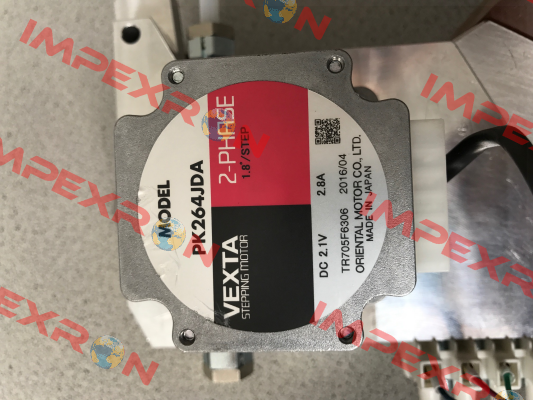 MODEL
PK264JDA
VEXTA
STEPPING MOTOR
2-PHASE
1.8°/STEP
DC 2.1V 2.8A
TR705F6306 2016/04
ORIENTAL MOTOR CO., LTD.
MADE IN JAPAN
IMPEXRON
IMPEXRON
IMPEXRON
IMPEXRON
IMPEXRON